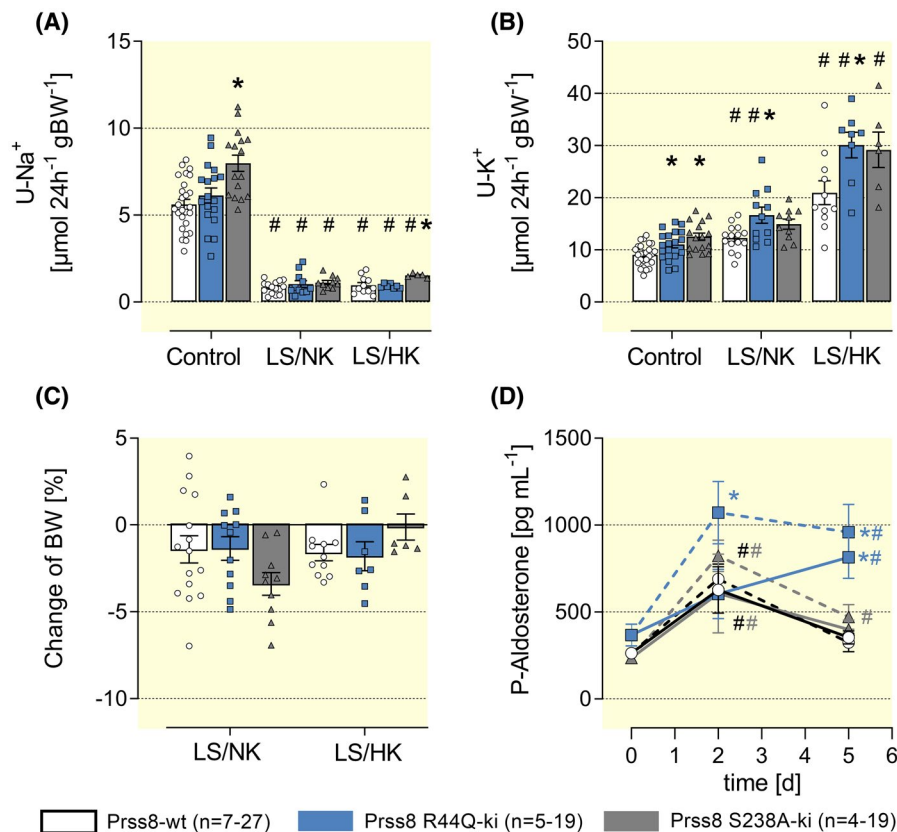 (A)
15
10
5
0
U-Na⁺
[µmol 24h⁻¹ gBW⁻¹]
*
# # # # # #*
Control LS/NK LS/HK
(B)
50
40
30
20
10
0
U-K⁺
[µmol 24h⁻¹ gBW⁻¹]
# #* #
# #*
* *
Control LS/NK LS/HK
(C)
5
0
-5
-10
Change of BW [%]
LS/NK LS/HK
(D)
1500
1000
500
0
P-Aldosterone [pg mL⁻¹]
*
*#
*#
##
#
##
0 1 2 3 4 5 6
time [d]
Prss8-wt (n=7-27) Prss8 R44Q-ki (n=5-19) Prss8 S238A-ki (n=4-19)